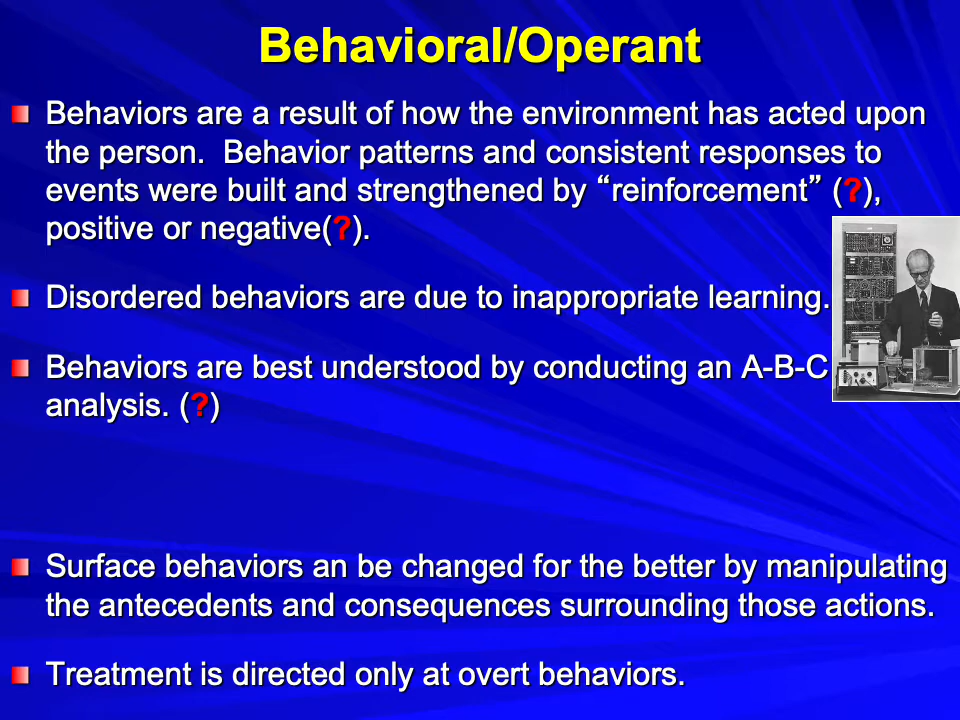 Behavioral/Operant
Behaviors are a result of how the environment has acted upon
the person.  Behavior patterns and consistent responses to
events were built and strengthened by “reinforcement” (?),
positive or negative(?).
Disordered behaviors are due to inappropriate learning.
Behaviors are best understood by conducting an A-B-C
analysis. (?)
Surface behaviors an be changed for the better by manipulating
the antecedents and consequences surrounding those actions.
Treatment is directed only at overt behaviors.